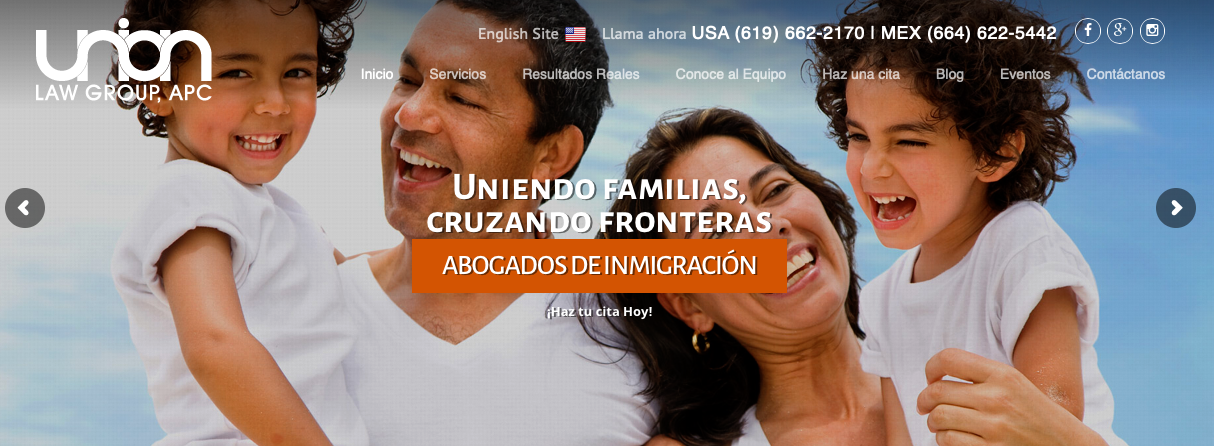 English Site Llama ahora USA (619) 662-2170 | MEX (664) 622-5442
union
LAW GROUP, APC
Inicio Servicios Resultados Reales Conoce al Equipo Haz una cita Blog Eventos Contáctanos
UNIENDO FAMILIAS,
CRUZANDO FRONTERAS
ABOGADOS DE INMIGRACIÓN
¡Haz tu cita Hoy!